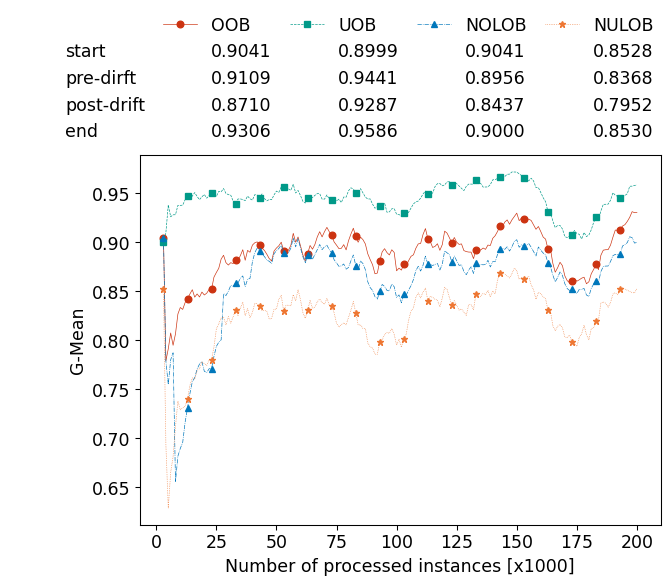 OOB UOB NOLOB NULOB
start 0.9041 0.8999 0.9041 0.8528
pre-dirft 0.9109 0.9441 0.8956 0.8368
post-drift 0.8710 0.9287 0.8437 0.7952
end 0.9306 0.9586 0.9000 0.8530
0.95
0.90
0.85
0.80
0.75
0.70
0.65
G-Mean
0 25 50 75 100 125 150 175 200
Number of processed instances [x1000]